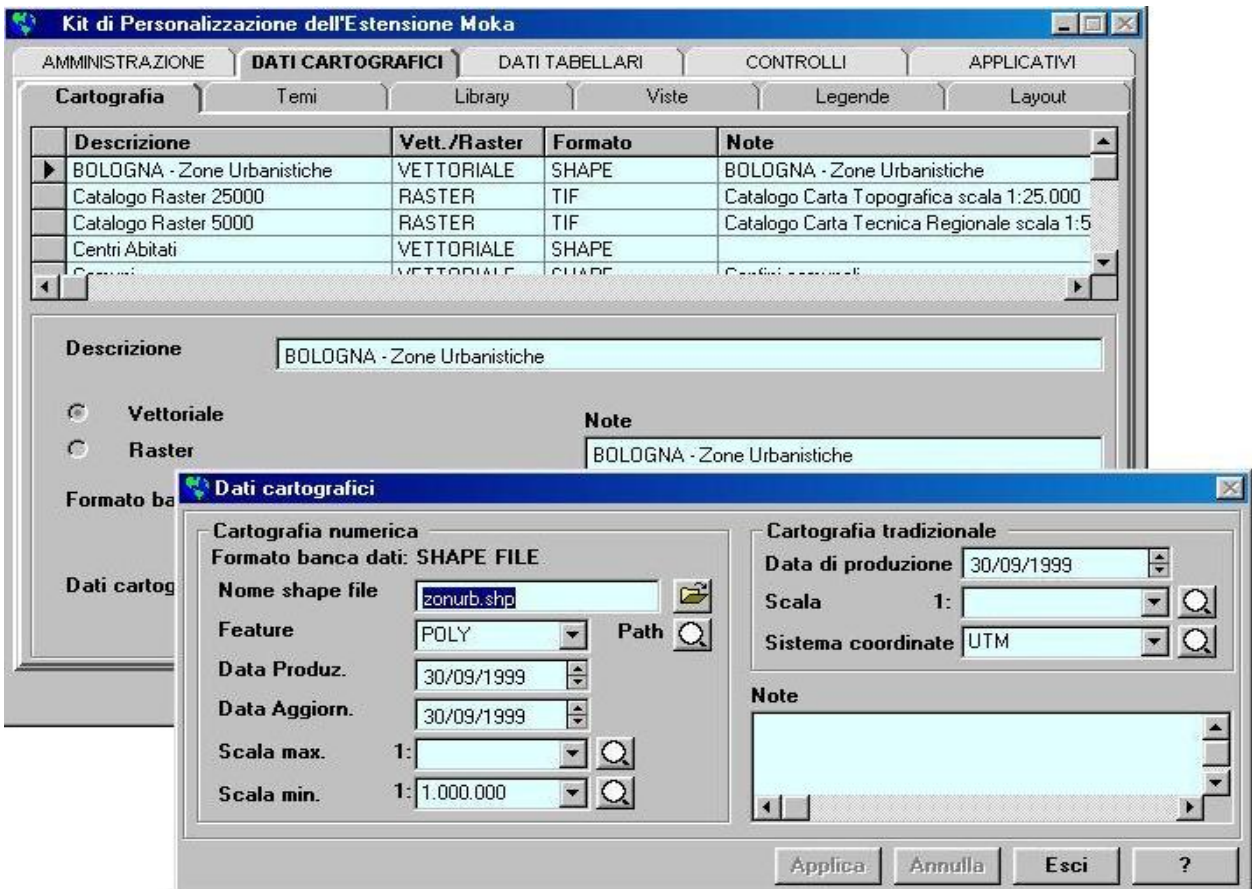 Kit di Personalizzazione dell'Estensione Moka
AMMINISTRAZIONE DATI CARTOGRAFICI DATI TABELLARI CONTROLLI APPLICATIVI
Cartografia Temi Library Viste Legende Layout
Descrizione Vett./Raster Formato Note
BOLOGNA - Zone Urbanistiche VETTORIALE SHAPE BOLOGNA - Zone Urbanistiche
Catalogo Raster 25000 RASTER TIF Catalogo Carta Topografica scala 1:25.000
Catalogo Raster 5000 RASTER TIF Catalogo Carta Tecnica Regionale scala 1:5
Centri Abitati VETTORIALE SHAPE
Comuni VETTORIALE SHAPE Confini comunali
Descrizione BOLOGNA - Zone Urbanistiche
Vettoriale
Raster
Note
BOLOGNA - Zone Urbanistiche
Formato ba
Dati cartog
Dati cartografici
Cartografia numerica
Formato banca dati: SHAPE FILE
Nome shape file zonurb.shp
Feature POLY Path
Data Produz. 30/09/1999
Data Aggiorn. 30/09/1999
Scala max. 1:
Scala min. 1: 1.000.000
Cartografia tradizionale
Data di produzione 30/09/1999
Scala 1:
Sistema coordinate UTM
Note
Applica Annulla Esci ?